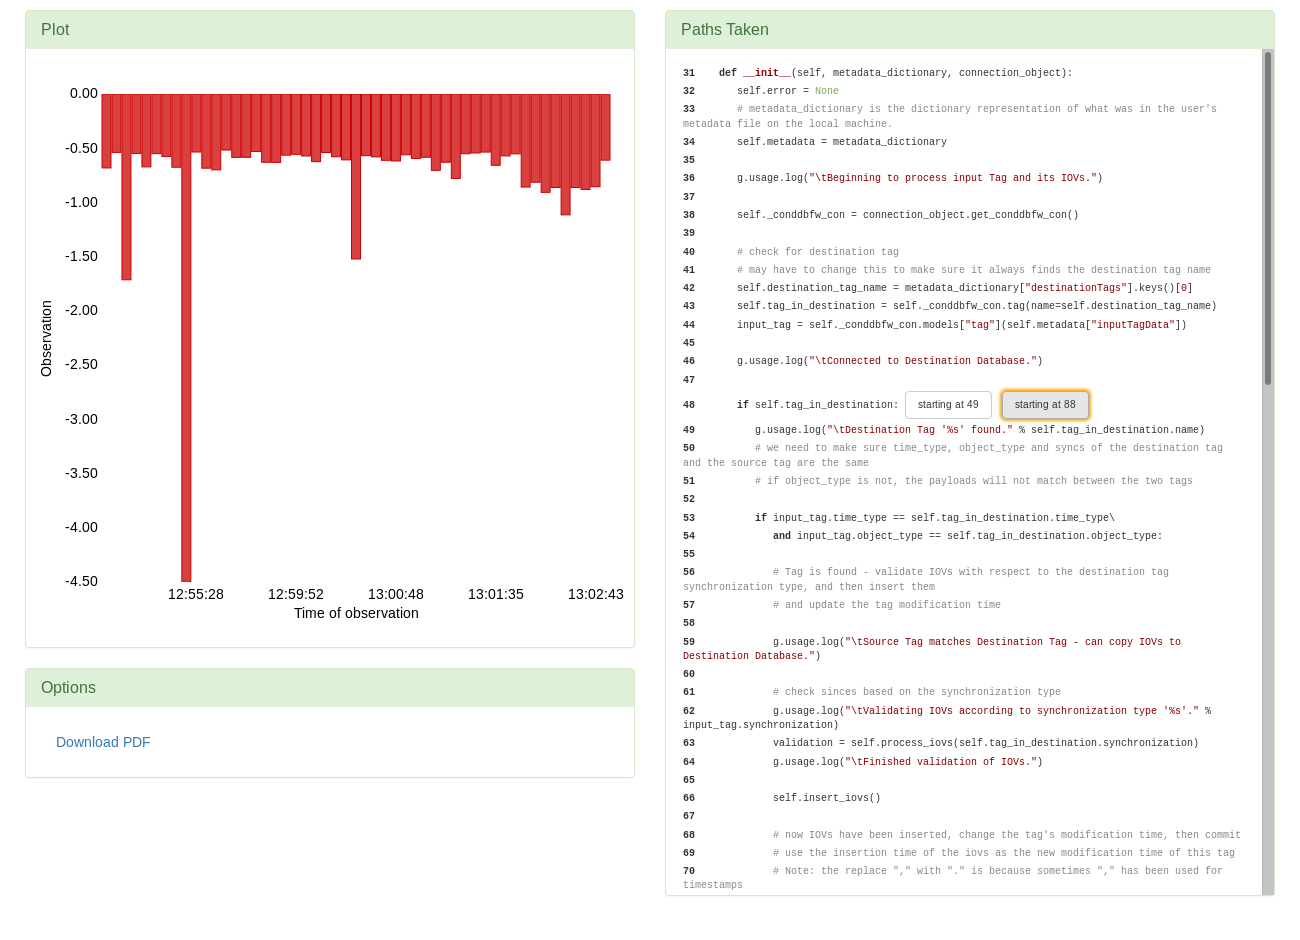 Plot
0.00
-0.50
-1.00
-1.50
-2.00
-2.50
-3.00
-3.50
-4.00
-4.50
Observation
12:55:28 12:59:52 13:00:48 13:01:35 13:02:43
Time of observation
Options
Download PDF
Paths Taken
31 def __init__(self, metadata_dictionary, connection_object):
32 self.error = None
33 # metadata_dictionary is the dictionary representation of what was in the user's
metadata file on the local machine.
34 self.metadata = metadata_dictionary
35
36 g.usage.log("\tBeginning to process input Tag and its IOVs.")
37
38 self._conddbfw_con = connection_object.get_conddbfw_con()
39
40 # check for destination tag
41 # may have to change this to make sure it always finds the destination tag name
42 self.destination_tag_name = metadata_dictionary["destinationTags"].keys()[0]
43 self.tag_in_destination = self._conddbfw_con.tag(name=self.destination_tag_name)
44 input_tag = self._conddbfw_con.models["tag"](self.metadata["inputTagData"])
45
46 g.usage.log("\tConnected to Destination Database.")
47
48 if self.tag_in_destination: starting at 49 starting at 88
49 g.usage.log("\tDestination Tag '%s' found." % self.tag_in_destination.name)
50 # we need to make sure time_type, object_type and syncs of the destination tag
and the source tag are the same
51 # if object_type is not, the payloads will not match between the two tags
52
53 if input_tag.time_type == self.tag_in_destination.time_type\
54 and input_tag.object_type == self.tag_in_destination.object_type:
55
56 # Tag is found - validate IOVs with respect to the destination tag
synchronization type, and then insert them
57 # and update the tag modification time
58
59 g.usage.log("\tSource Tag matches Destination Tag - can copy IOVs to
Destination Database.")
60
61 # check sinces based on the synchronization type
62 g.usage.log("\tValidating IOVs according to synchronization type '%s'." %
input_tag.synchronization)
63 validation = self.process_iovs(self.tag_in_destination.synchronization)
64 g.usage.log("\tFinished validation of IOVs.")
65
66 self.insert_iovs()
67
68 # now IOVs have been inserted, change the tag's modification time, then commit
69 # use the insertion time of the iovs as the new modification time of this tag
70 # Note: the replace "," with "." is because sometimes "," has been used for
timestamps